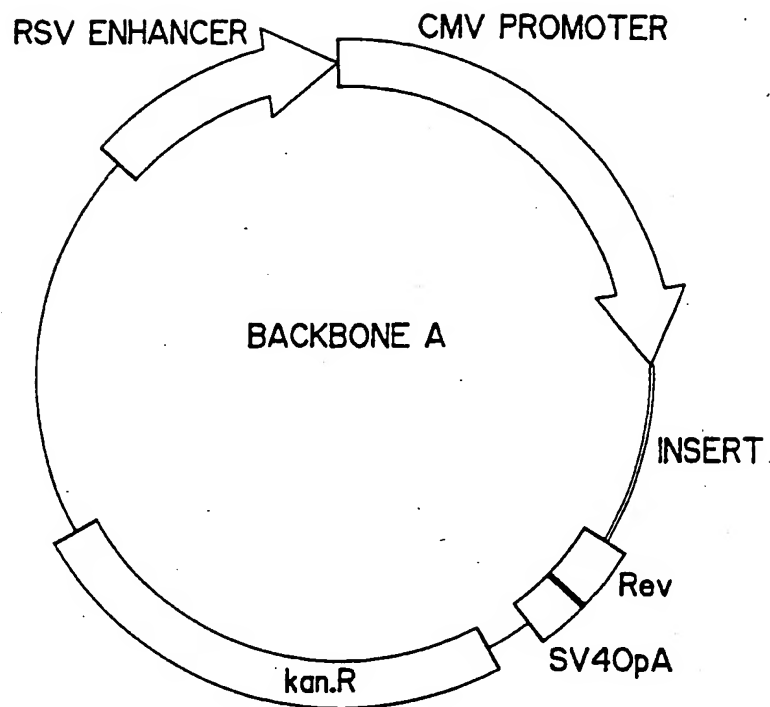 RSV ENHANCER
CMV PROMOTER
BACKBONE A
INSERT
Rev
SV40pA
kan.R